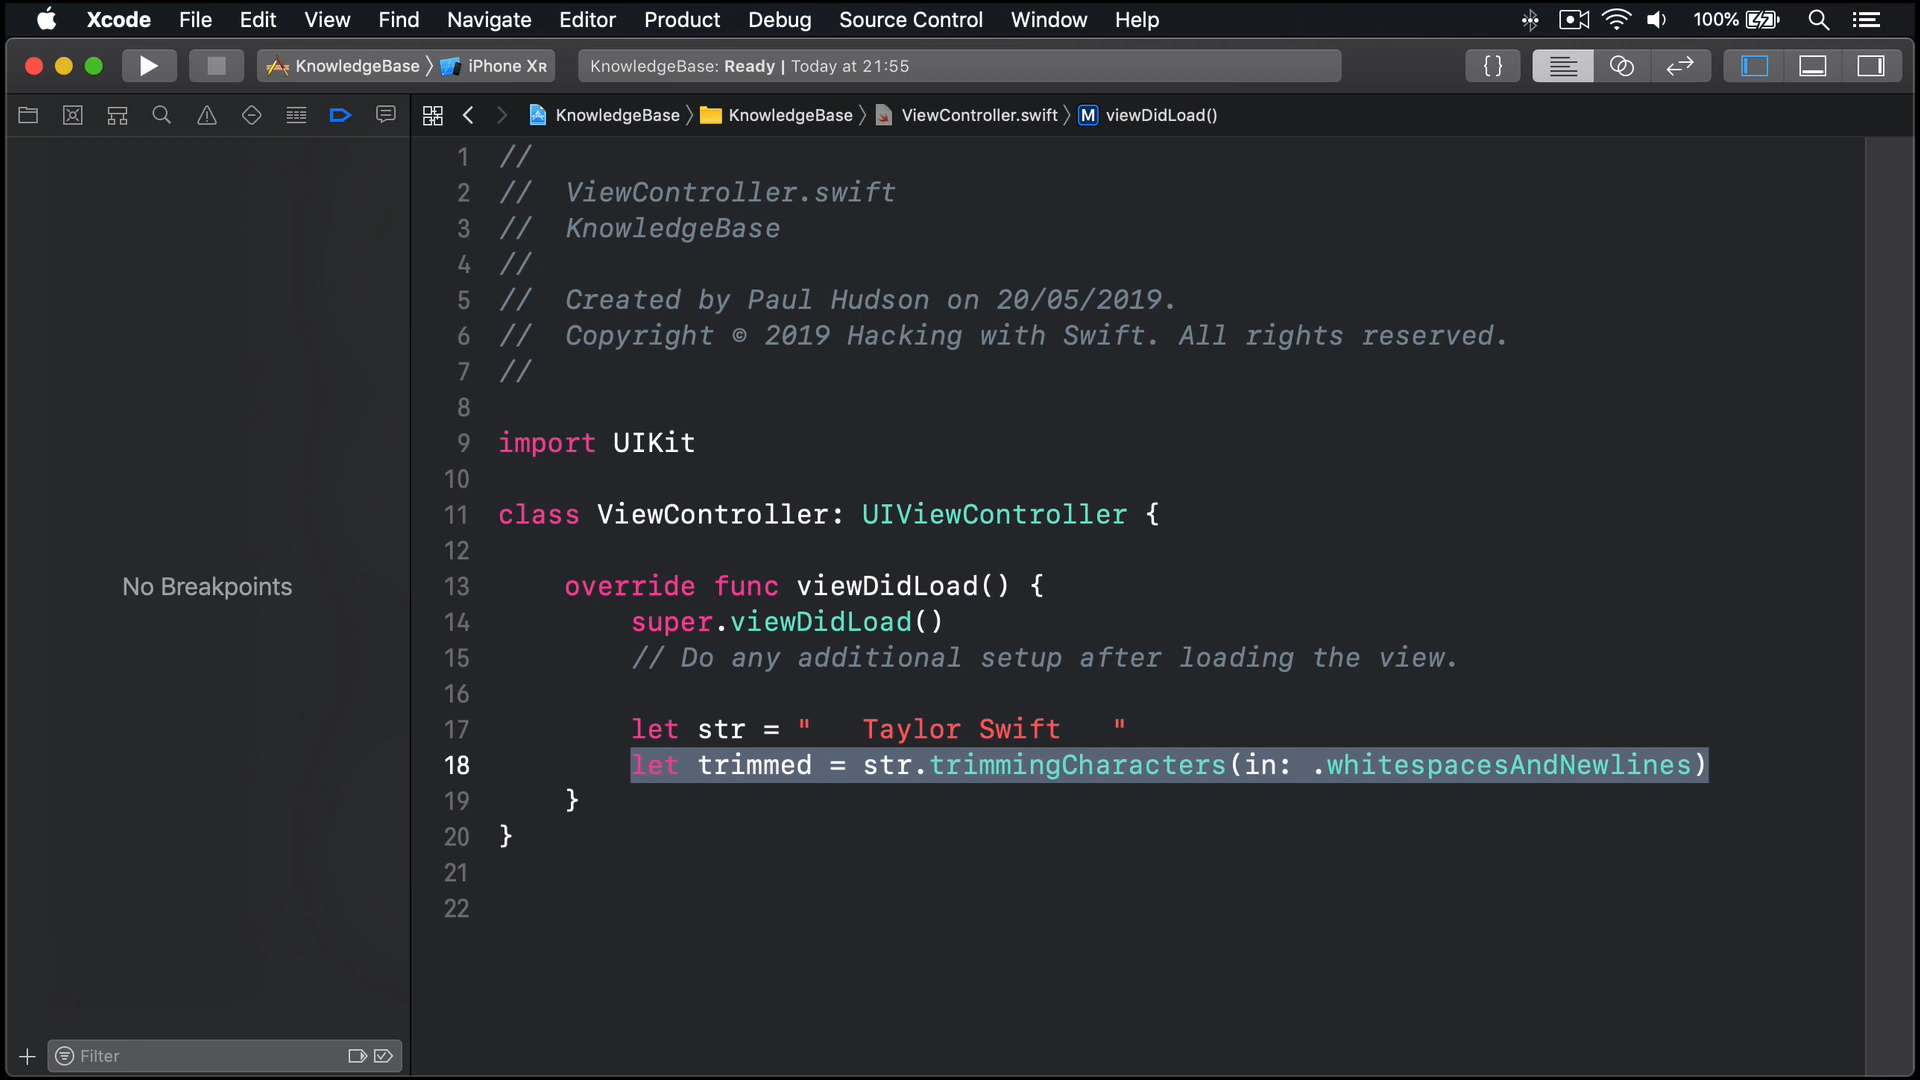 Xcode File Edit View Find Navigate Editor Product Debug Source Control Window Help 100%
KnowledgeBase iPhone XR KnowledgeBase: Ready | Today at 21:55 {}
KnowledgeBase KnowledgeBase ViewController.swift M viewDidLoad()
1 //
2 //  ViewController.swift
3 //  KnowledgeBase
4 //
5 //  Created by Paul Hudson on 20/05/2019.
6 //  Copyright © 2019 Hacking with Swift. All rights reserved.
7 //
8
9 import UIKit
10
11 class ViewController: UIViewController {
12
No Breakpoints
13     override func viewDidLoad() {
14         super.viewDidLoad()
15         // Do any additional setup after loading the view.
16
17         let str = "   Taylor Swift   "
18         let trimmed = str.trimmingCharacters(in: .whitespacesAndNewlines)
19     }
20 }
21
22
Filter